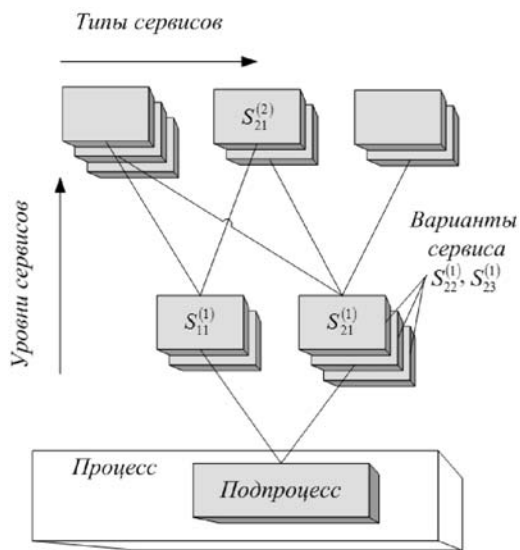 Типы сервисов
S₂₁⁽²⁾
Уровни сервисов
Варианты
сервиса
S₂₂⁽¹⁾, S₂₃⁽¹⁾
S₁₁⁽¹⁾
S₂₁⁽¹⁾
Процесс
Подпроцесс